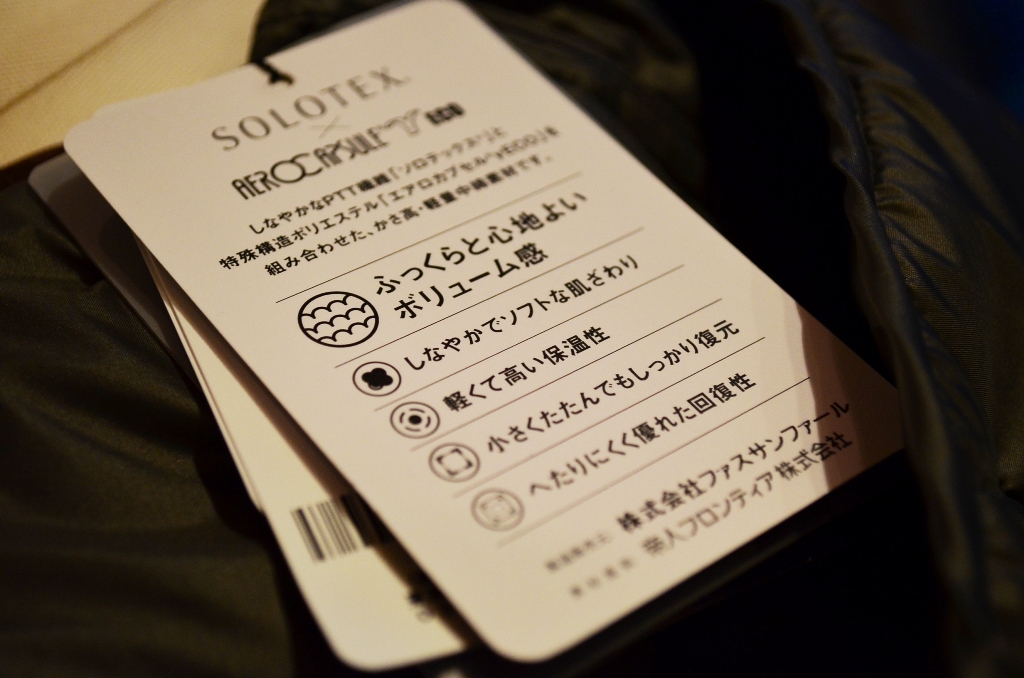 SOLOTEX
×
AEROCAPSULE ECO
しなやかなPTT繊維「ソロテックス®」と
特殊構造ポリエステル「エアロカプセル®yECO」を
組み合わせた、かさ高・軽量中綿素材です。
ふっくらと心地よい
ボリューム感
しなやかでソフトな肌ざわり
軽くて高い保温性
小さくたたんでもしっかり復元
へたりにくく優れた回復性
株式会社ファスサンファール
帝人フロンティア株式会社